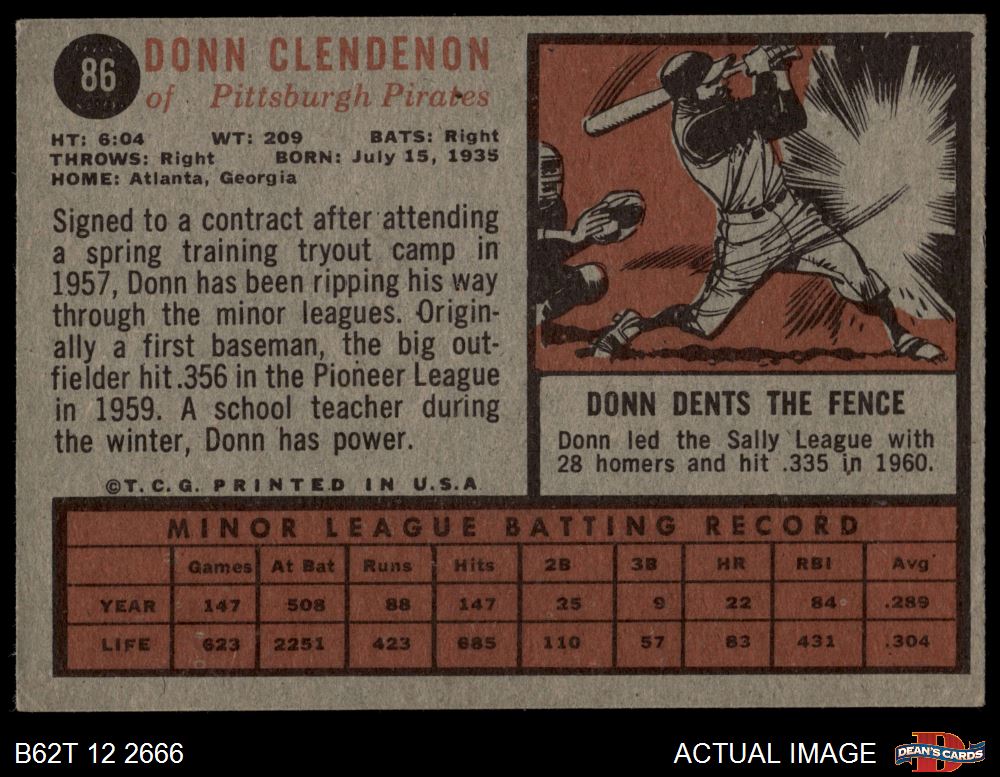 86
DONN CLENDENON
of Pittsburgh Pirates
HT: 6:04 WT: 209 BATS: Right
THROWS: Right BORN: July 15, 1935
HOME: Atlanta, Georgia
Signed to a contract after attending
a spring training tryout camp in
1957, Donn has been ripping his way
through the minor leagues. Origin-
ally a first baseman, the big out-
fielder hit .356 in the Pioneer League
in 1959. A school teacher during
the winter, Donn has power.
©T.C.G. PRINTED IN U.S.A
DONN DENTS THE FENCE
Donn led the Sally League with
28 homers and hit .335 in 1960.
MINOR LEAGUE BATTING RECORD
Games At Bat Runs Hits 2B 3B HR RBI Avg
YEAR 147 508 88 147 25 9 22 84 .289
LIFE 623 2251 423 685 110 57 83 431 .304
B62T 12 2666
ACTUAL IMAGE
DEAN'S CARDS